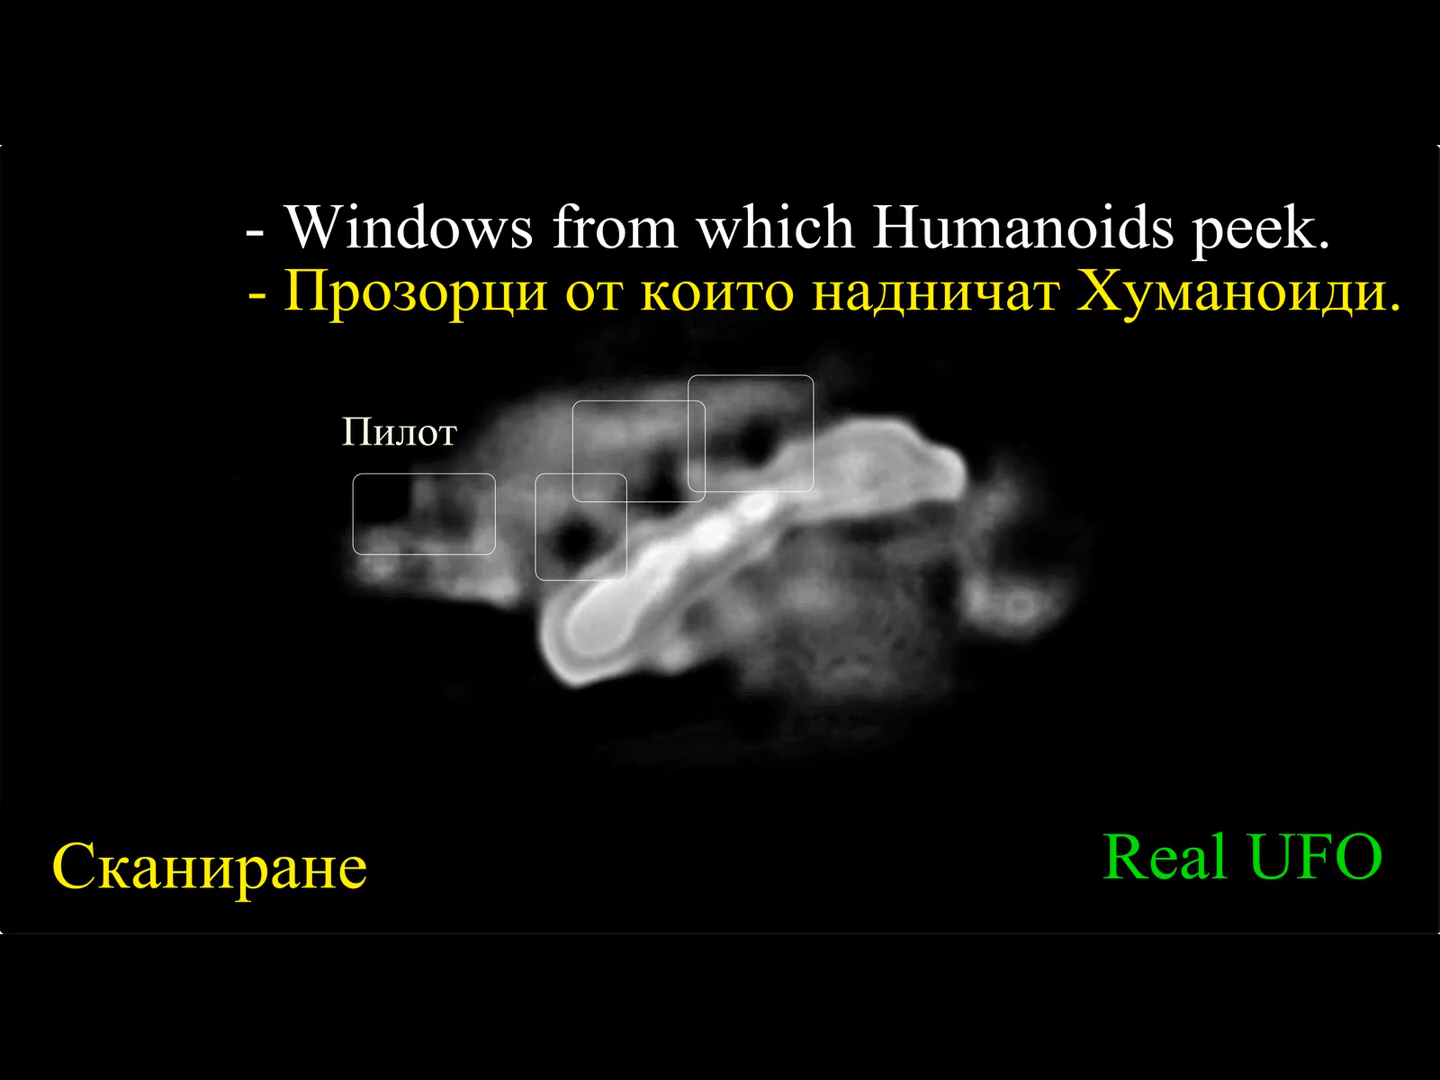 - Windows from which Humanoids peek.
- Прозорци от които надничат Хуманоиди.
Пилот
Сканиране
Real UFO